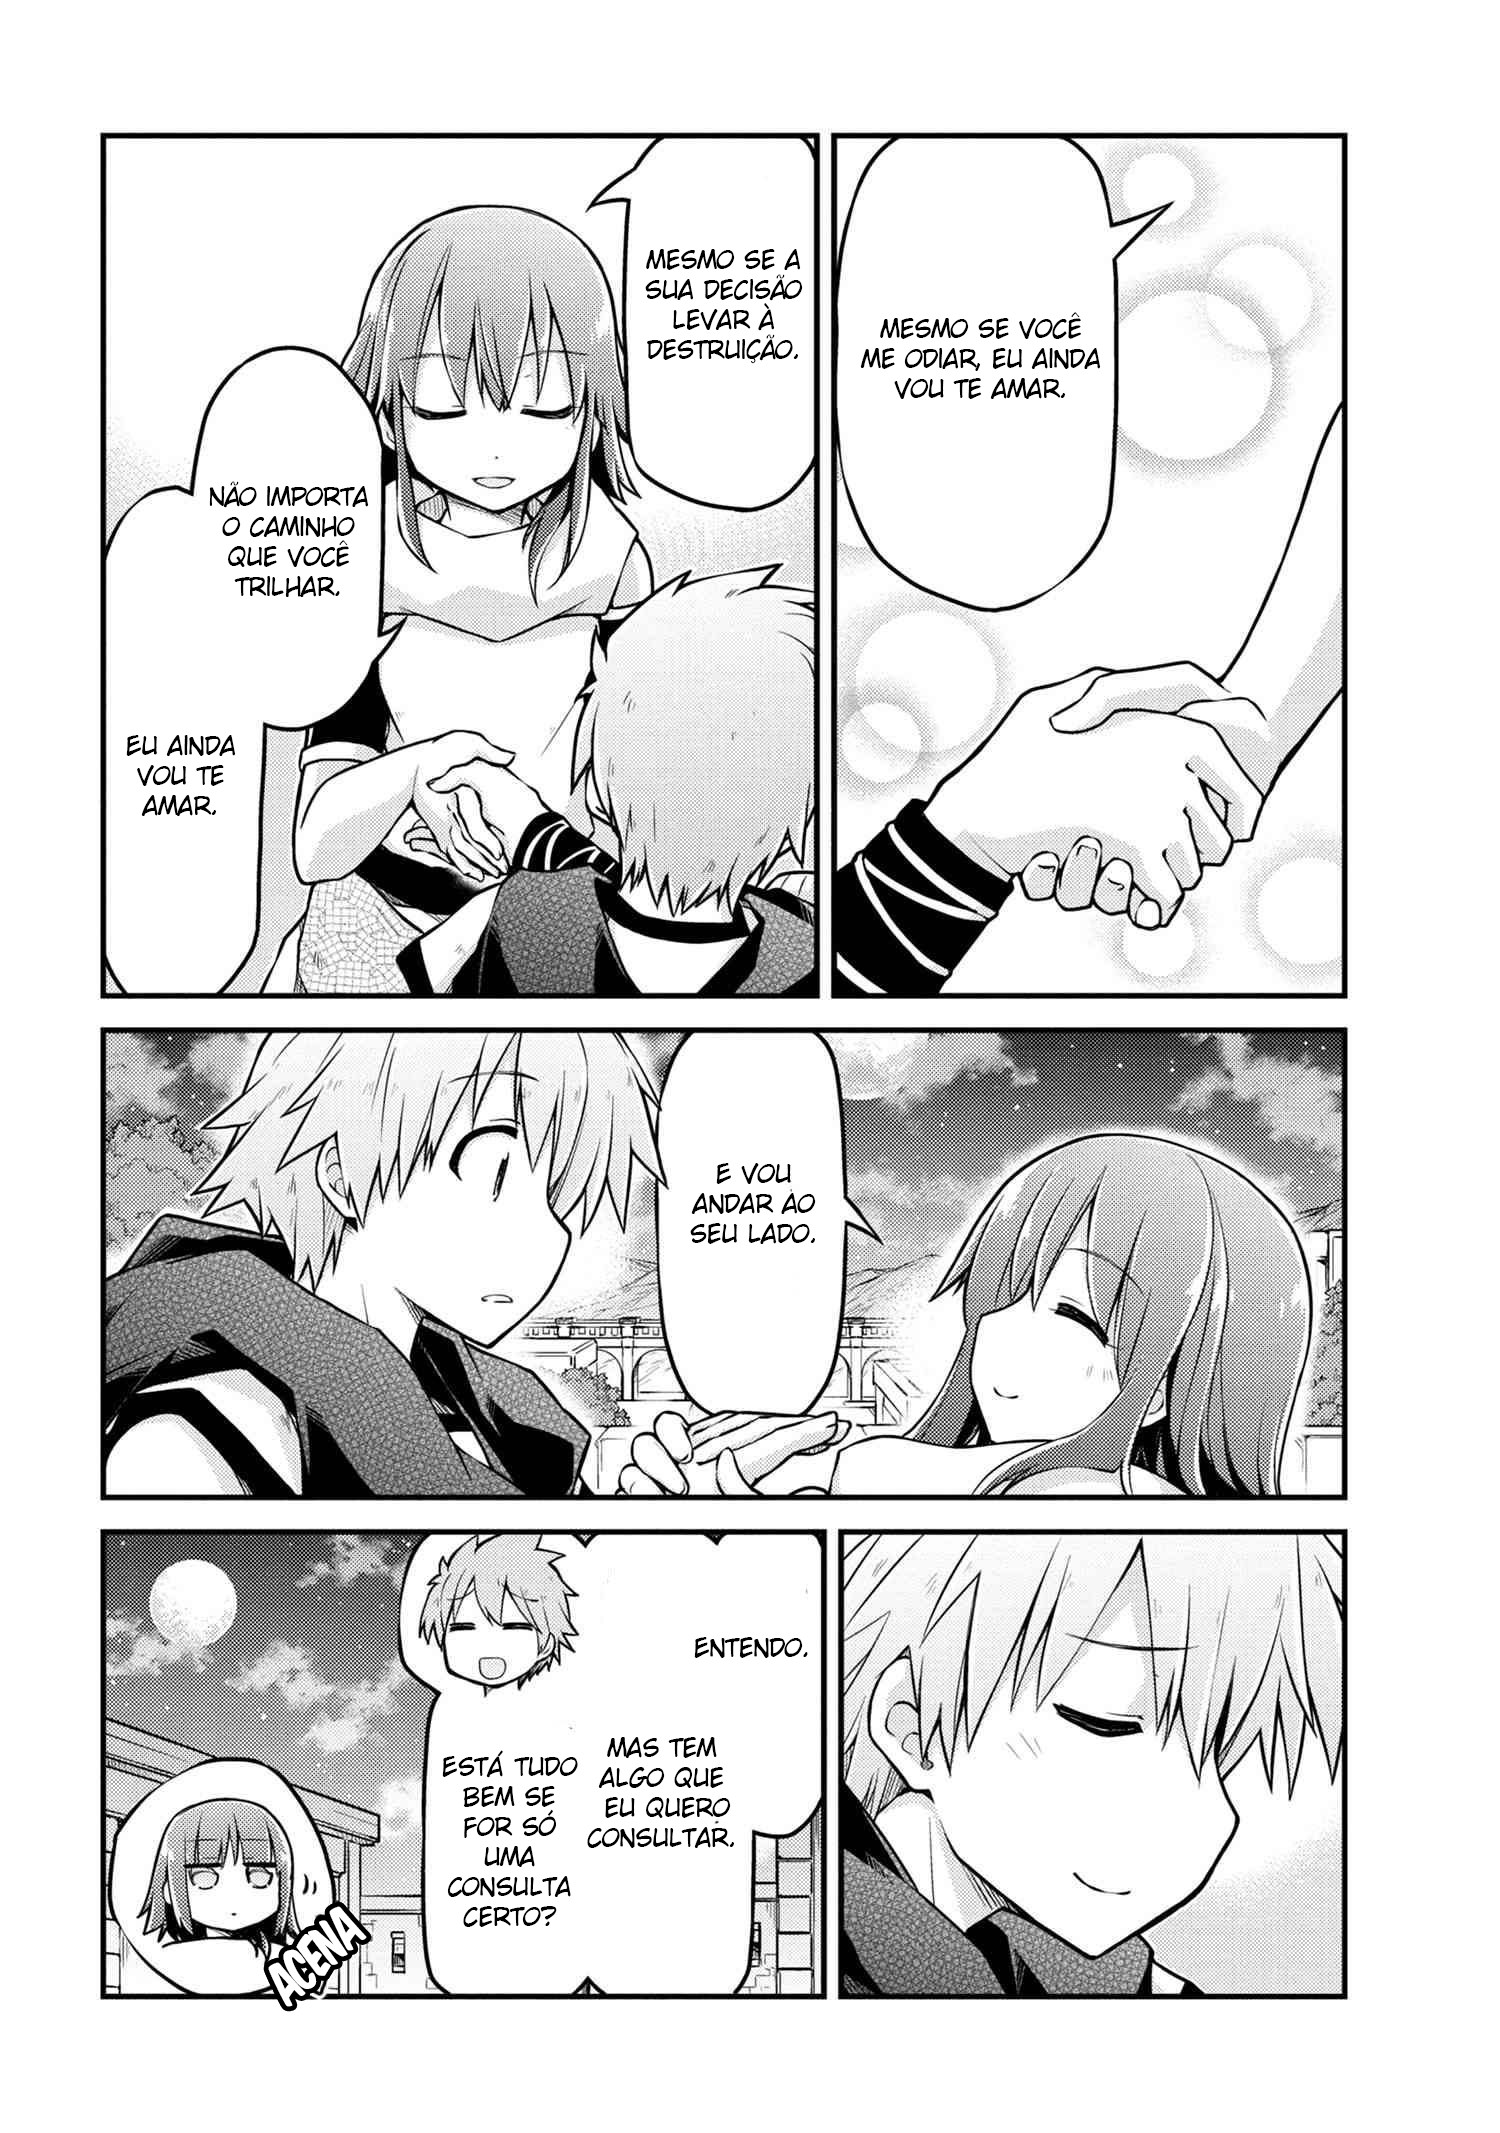 MESMO SE VOCÊ
ME ODIAR, EU AINDA
VOU TE AMAR.
MESMO SE A
SUA DECISÃO
LEVAR À
DESTRUIÇÃO.
NÃO IMPORTA
O CAMINHO
QUE VOCÊ
TRILHAR.
EU AINDA
VOU TE
AMAR.
E VOU
ANDAR AO
SEU LADO.
ENTENDO.
MAS TEM
ALGO QUE
EU QUERO
CONSULTAR.
ESTÁ TUDO
BEM SE
FOR SÓ
UMA
CONSULTA
CERTO?
ACENA